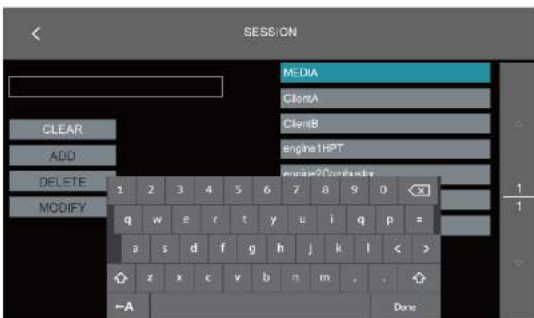 SESSION
MEDIA
ClientA
CLEAR
ClientB
ADD
engine1HPT
DELETE
engine2Combustor
MODIFY
1
1
1 2 3 4 5 6 7 8 9 0
q w e r t y u i q p =
a s d f g h j k l < >
z x c v b n m , .
←A
Done